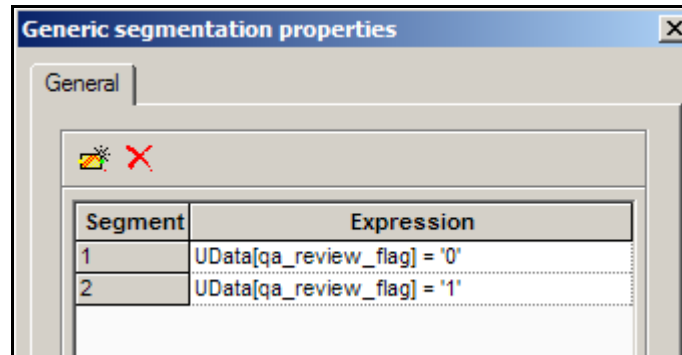 Generic segmentation properties
General
Segment Expression
1 UData[qa_review_flag] = '0'
2 UData[qa_review_flag] = '1'